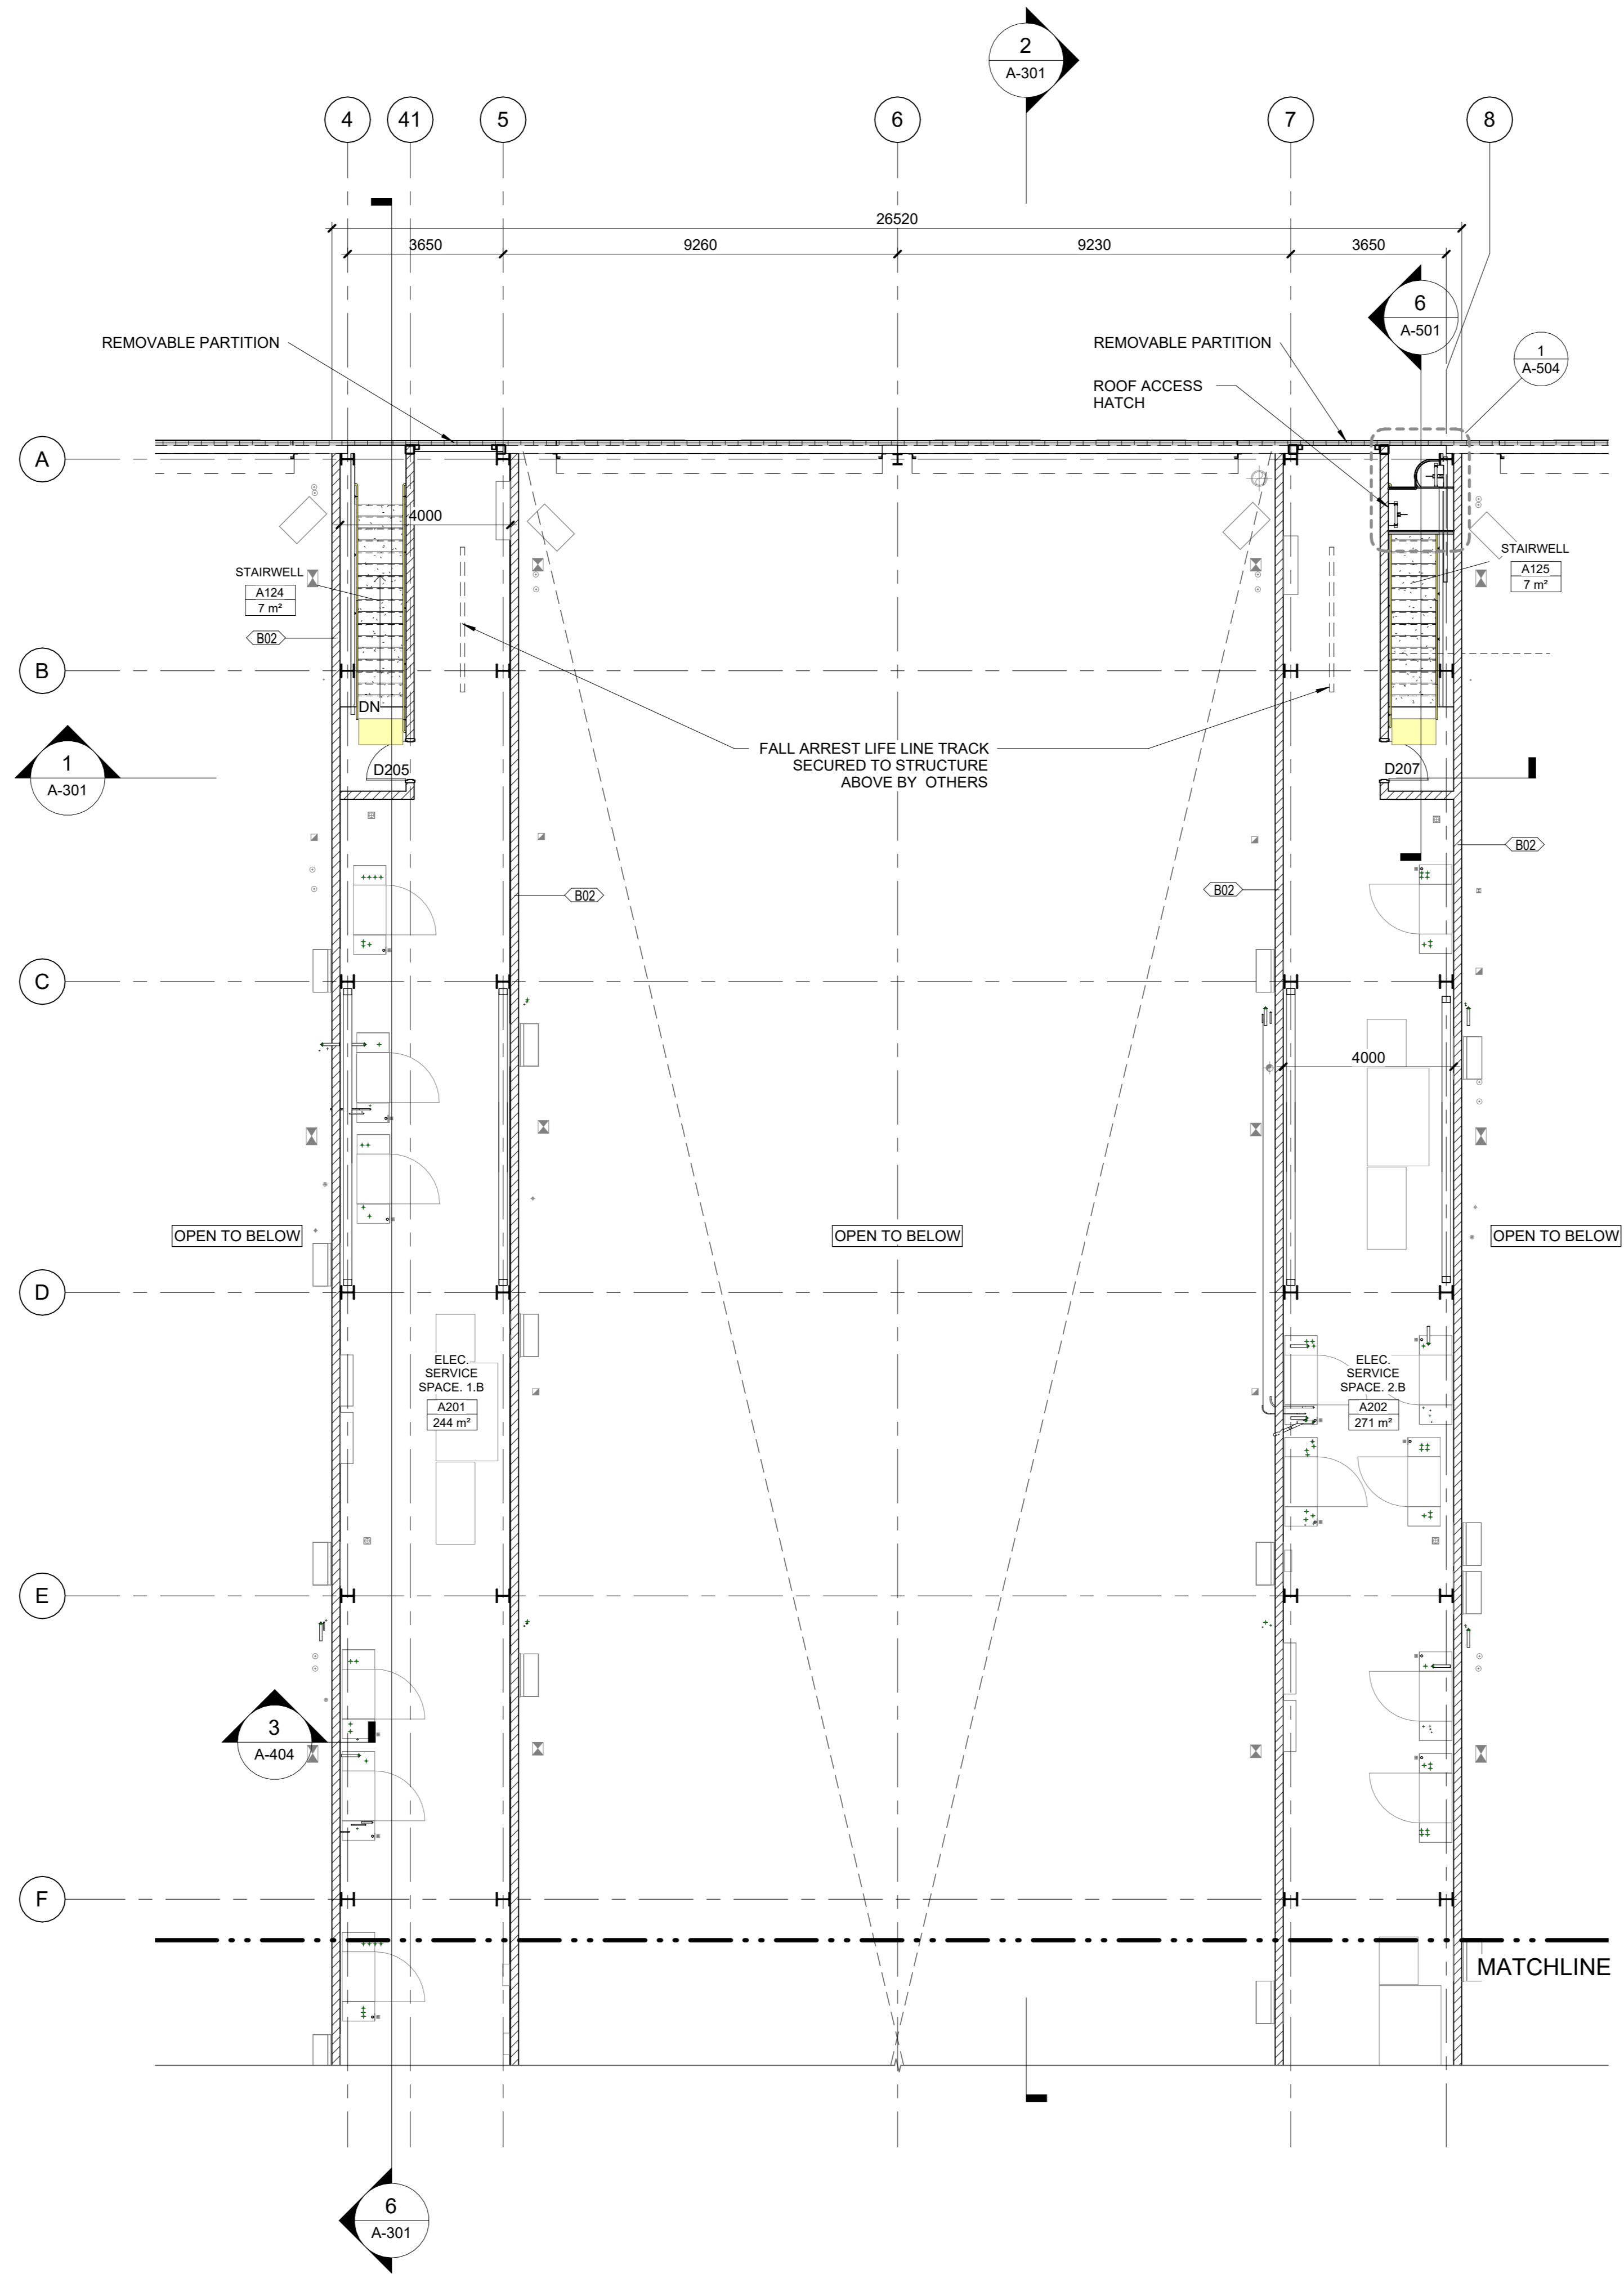 2
A-301
4
41
5
6
7
8
26520
3650
9260
9230
3650
6
A-501
REMOVABLE PARTITION
REMOVABLE PARTITION
1
A-504
ROOF ACCESS
HATCH
A
4000
STAIRWELL
A124
7 m²
STAIRWELL
A125
7 m²
B02
B
DN
1
A-301
FALL ARREST LIFE LINE TRACK
SECURED TO STRUCTURE
ABOVE BY OTHERS
D205
D207
B02
B02
B02
C
4000
OPEN TO BELOW
OPEN TO BELOW
OPEN TO BELOW
D
ELEC.
SERVICE
SPACE. 1.B
A201
244 m²
ELEC.
SERVICE
SPACE. 2.B
A202
271 m²
E
3
A-404
F
MATCHLINE
6
A-301